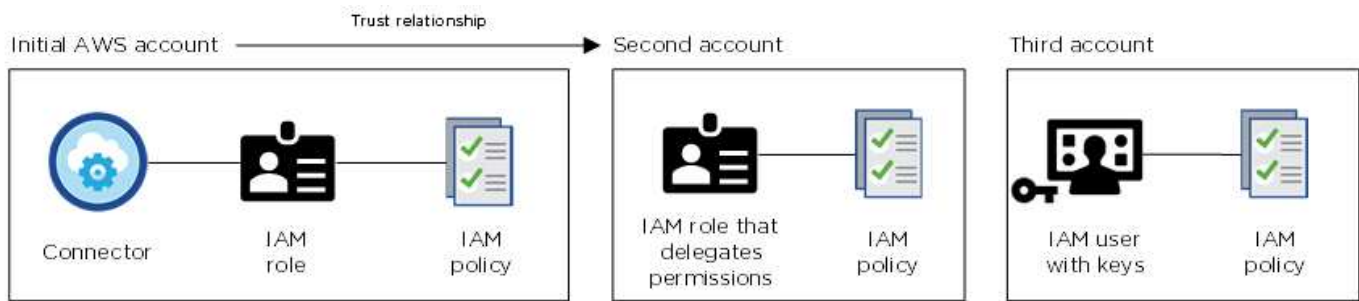 Trust relationship
Initial AWS account
Second account
Third account
Connector
IAM
role
IAM
policy
IAM role that
delegates
permissions
IAM
policy
IAM user
with keys
IAM
policy